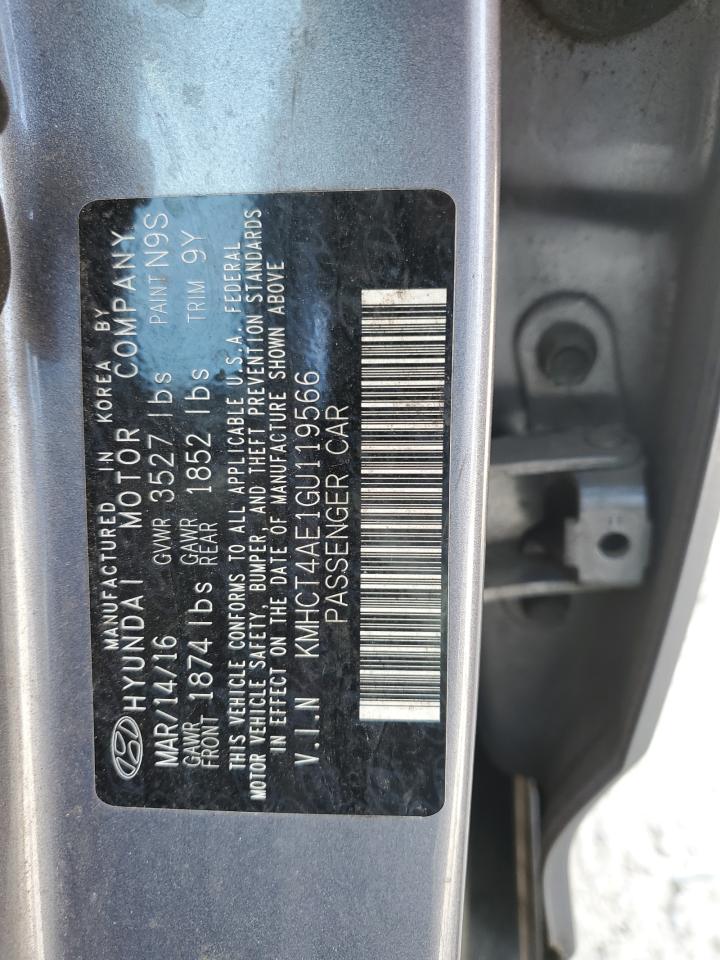 MANUFACTURED IN KOREA BY
HYUNDAI MOTOR COMPANY
MAR/14/16 GVWR 3527 lbs PAINT N9S
GAWR FRONT 1874 lbs GAWR REAR 1852 lbs TRIM 9Y
THIS VEHICLE CONFORMS TO ALL APPLICABLE U.S.A. FEDERAL
MOTOR VEHICLE SAFETY, BUMPER, AND THEFT PREVENTION STANDARDS
IN EFFECT ON THE DATE OF MANUFACTURE SHOWN ABOVE
V.I.N KMHCT4AE1GU119566
PASSENGER CAR